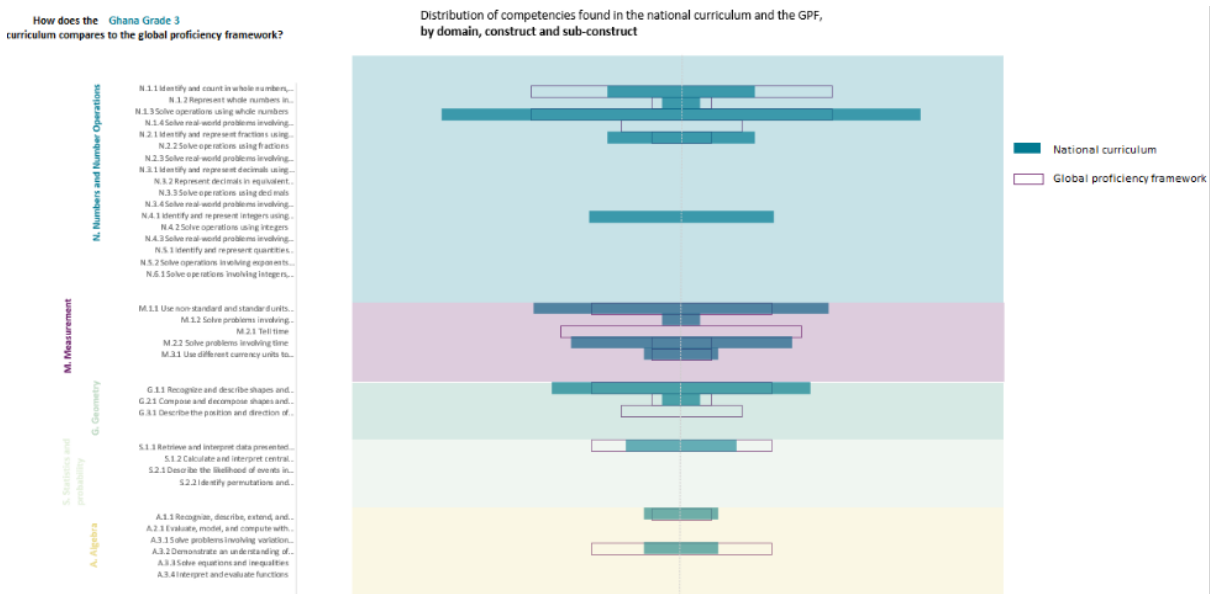 How does the Ghana Grade 3
curriculum compares to the global proficiency framework?
Distribution of competencies found in the national curriculum and the GPF,
by domain, construct and sub-construct
N. Numbers and Number Operations
N.1.1 Identify and count in whole numbers,...
N.1.2 Represent whole numbers in...
N.1.3 Solve operations using whole numbers
N.1.4 Solve real-world problems involving...
N.2.1 Identify and represent fractions using...
N.2.2 Solve operations using fractions
N.2.3 Solve real-world problems involving...
N.3.1 Identify and represent decimals using...
N.3.2 Represent decimals in equivalent...
N.3.3 Solve operations using decimals
N.3.4 Solve real-world problems involving...
N.4.1 Identify and represent integers using...
N.4.2 Solve operations using integers
N.4.3 Solve real-world problems involving...
N.5.1 Identify and represent quantities...
N.5.2 Solve operations involving exponents...
N.6.1 Solve operations involving integers,...
M. Measurement
M.1.1 Use non-standard and standard units...
M.1.2 Solve problems involving...
M.2.1 Tell time
M.2.2 Solve problems involving time
M.3.1 Use different currency units to...
G. Geometry
G.1.1 Recognize and describe shapes and...
G.2.1 Compose and decompose shapes and...
G.3.1 Describe the position and direction of...
S. Statistics and
probability
S.1.1 Retrieve and interpret data presented...
S.1.2 Calculate and interpret central...
S.2.1 Describe the likelihood of events in...
S.2.2 Identify permutations and...
A. Algebra
A.1.1 Recognize, describe, extend, and...
A.2.1 Evaluate, model, and compute with...
A.3.1 Solve problems involving variation...
A.3.2 Demonstrate an understanding of...
A.3.3 Solve equations and inequalities
A.3.4 Interpret and evaluate functions
National curriculum
Global proficiency framework